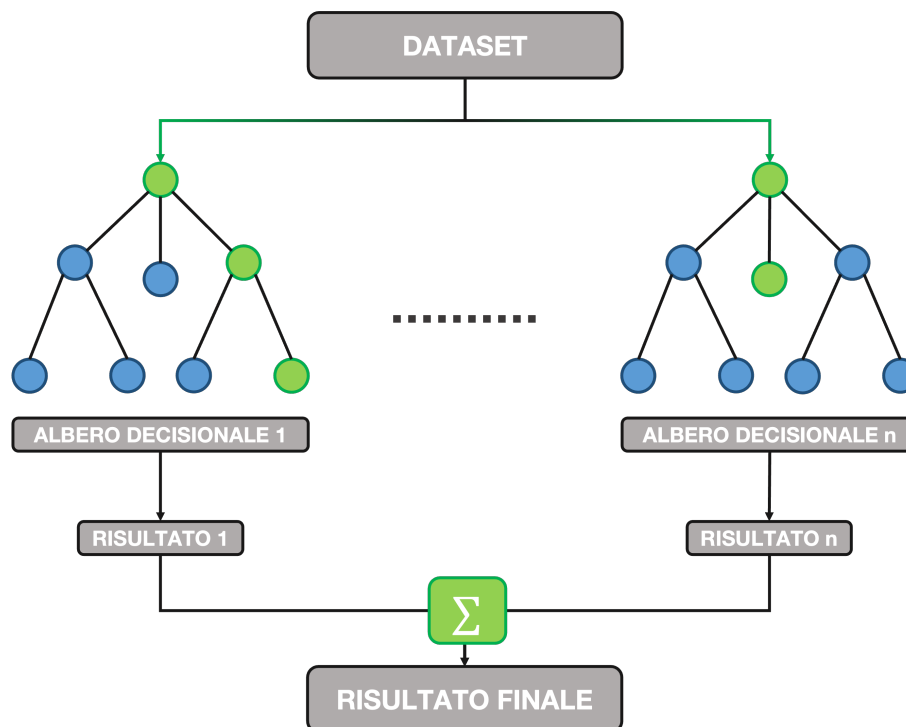 DATASET
ALBERO DECISIONALE 1
ALBERO DECISIONALE n
RISULTATO 1
RISULTATO n
Σ
RISULTATO FINALE